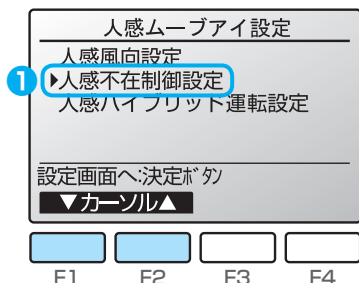 人感ムーブアイ設定
人感風向設定
❶ ▶人感不在制御設定
人感ハイブリッド運転設定
設定画面へ:決定ボタン
▼カーソル▲
F1 F2 F3 F4